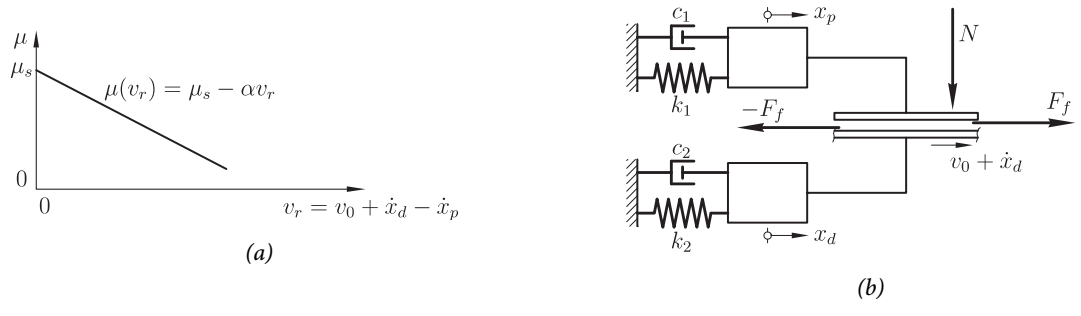 μ
μ_s
μ(v_r) = μ_s − αv_r
0
0
v_r = v_0 + ẋ_d − ẋ_p
(a)
c_1
x_p
k_1
N
−F_f
F_f
v_0 + ẋ_d
c_2
k_2
x_d
(b)